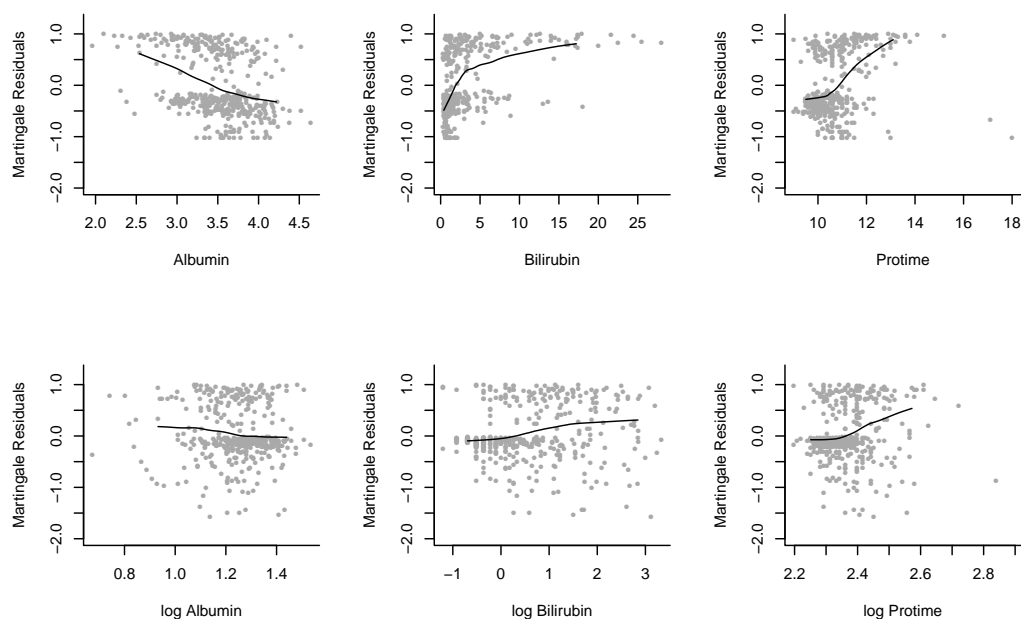 Martingale Residuals
1.0
0.0
−1.0
−2.0
2.0 2.5 3.0 3.5 4.0 4.5
Albumin
Martingale Residuals
1.0
0.0
−1.0
−2.0
0 5 10 15 20 25
Bilirubin
Martingale Residuals
1.0
0.0
−1.0
−2.0
10 12 14 16 18
Protime
Martingale Residuals
1.0
0.0
−1.0
−2.0
0.8 1.0 1.2 1.4
log Albumin
Martingale Residuals
1.0
0.0
−1.0
−2.0
−1 0 1 2 3
log Bilirubin
Martingale Residuals
1.0
0.0
−1.0
−2.0
2.2 2.4 2.6 2.8
log Protime